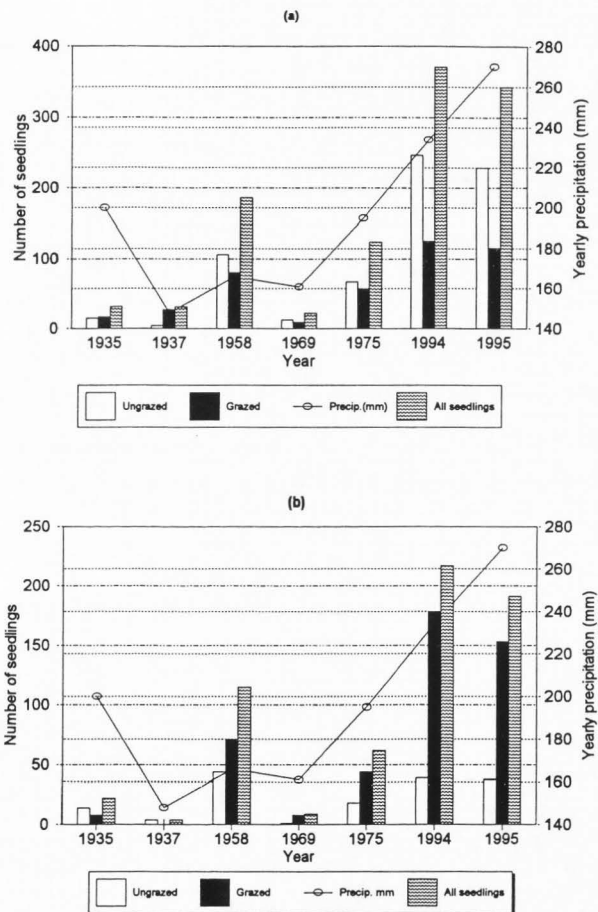 (a)
400
300
200
100
0
Number of seedlings
280
260
240
220
200
180
160
140
Yearly precipitation (mm)
1935 1937 1958 1969 1975 1994 1995
Year
Ungrazed Grazed Precip.(mm) All seedlings
(b)
250
200
150
100
50
0
Number of seedlings
280
260
240
220
200
180
160
140
Yearly precipitation (mm)
1935 1937 1958 1969 1975 1994 1995
Year
Ungrazed Grazed Precip. mm All seedlings